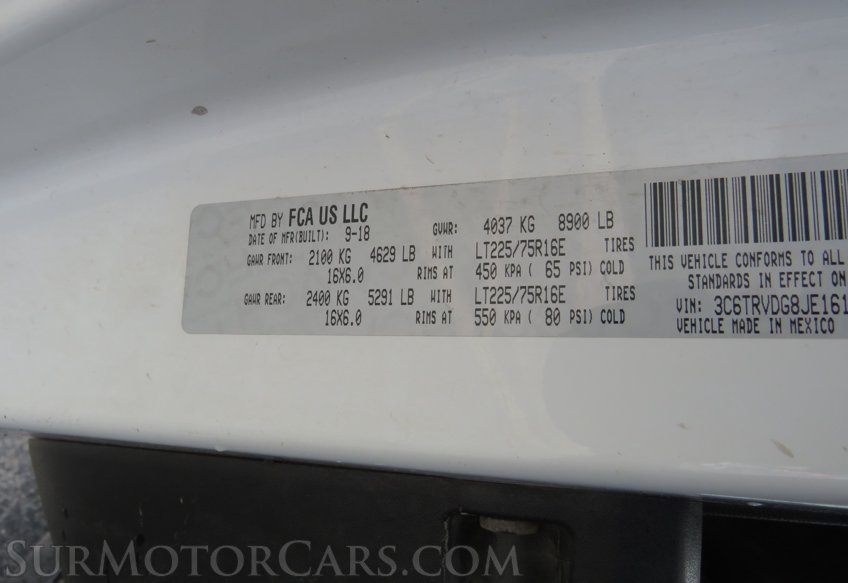 MFD BY FCA US LLC
DATE OF MFR(BUILT): 9-18 GVWR: 4037 KG 8900 LB
GAWR FRONT: 2100 KG 4629 LB WITH LT225/75R16E TIRES
16X6.0 RIMS AT 450 KPA ( 65 PSI) COLD
GAWR REAR: 2400 KG 5291 LB WITH LT225/75R16E TIRES
16X6.0 RIMS AT 550 KPA ( 80 PSI) COLD
THIS VEHICLE CONFORMS TO ALL
STANDARDS IN EFFECT ON
VIN: 3C6TRVDG8JE161
VEHICLE MADE IN MEXICO
SURMOTORCARS.COM